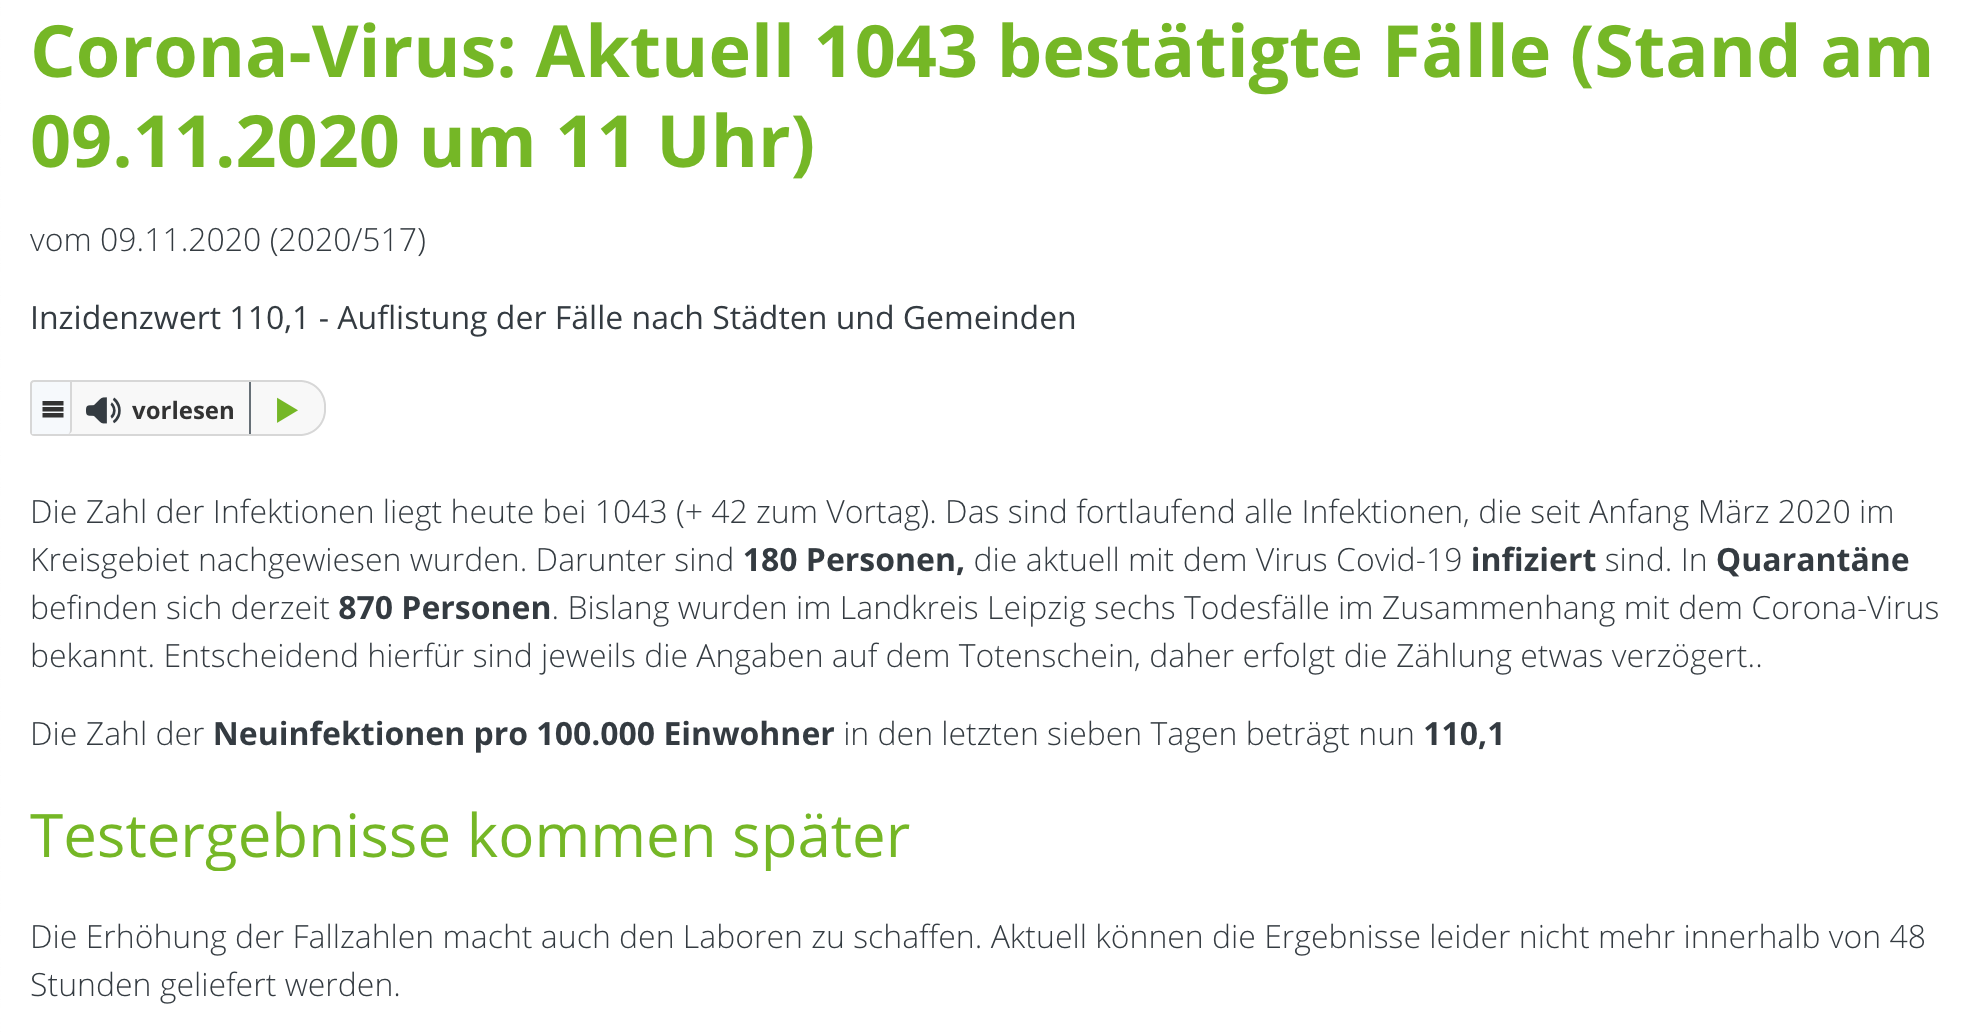 Corona-Virus: Aktuell 1043 bestätigte Fälle (Stand am
09.11.2020 um 11 Uhr)
vom 09.11.2020 (2020/517)
Inzidenzwert 110,1 - Auflistung der Fälle nach Städten und Gemeinden
vorlesen
Die Zahl der Infektionen liegt heute bei 1043 (+ 42 zum Vortag). Das sind fortlaufend alle Infektionen, die seit Anfang März 2020 im
Kreisgebiet nachgewiesen wurden. Darunter sind 180 Personen, die aktuell mit dem Virus Covid-19 infiziert sind. In Quarantäne
befinden sich derzeit 870 Personen. Bislang wurden im Landkreis Leipzig sechs Todesfälle im Zusammenhang mit dem Corona-Virus
bekannt. Entscheidend hierfür sind jeweils die Angaben auf dem Totenschein, daher erfolgt die Zählung etwas verzögert..
Die Zahl der Neuinfektionen pro 100.000 Einwohner in den letzten sieben Tagen beträgt nun 110,1
Testergebnisse kommen später
Die Erhöhung der Fallzahlen macht auch den Laboren zu schaffen. Aktuell können die Ergebnisse leider nicht mehr innerhalb von 48
Stunden geliefert werden.